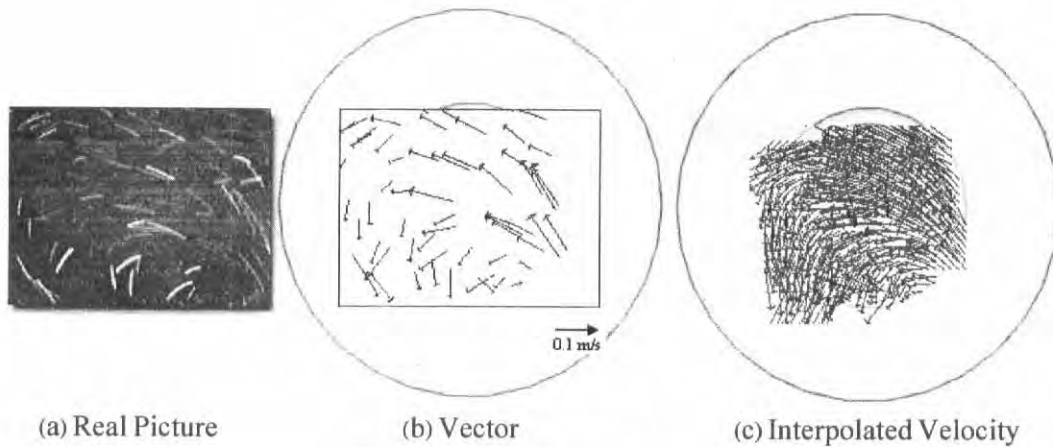 0.1 m/s
(a) Real Picture
(b) Vector
(c) Interpolated Velocity